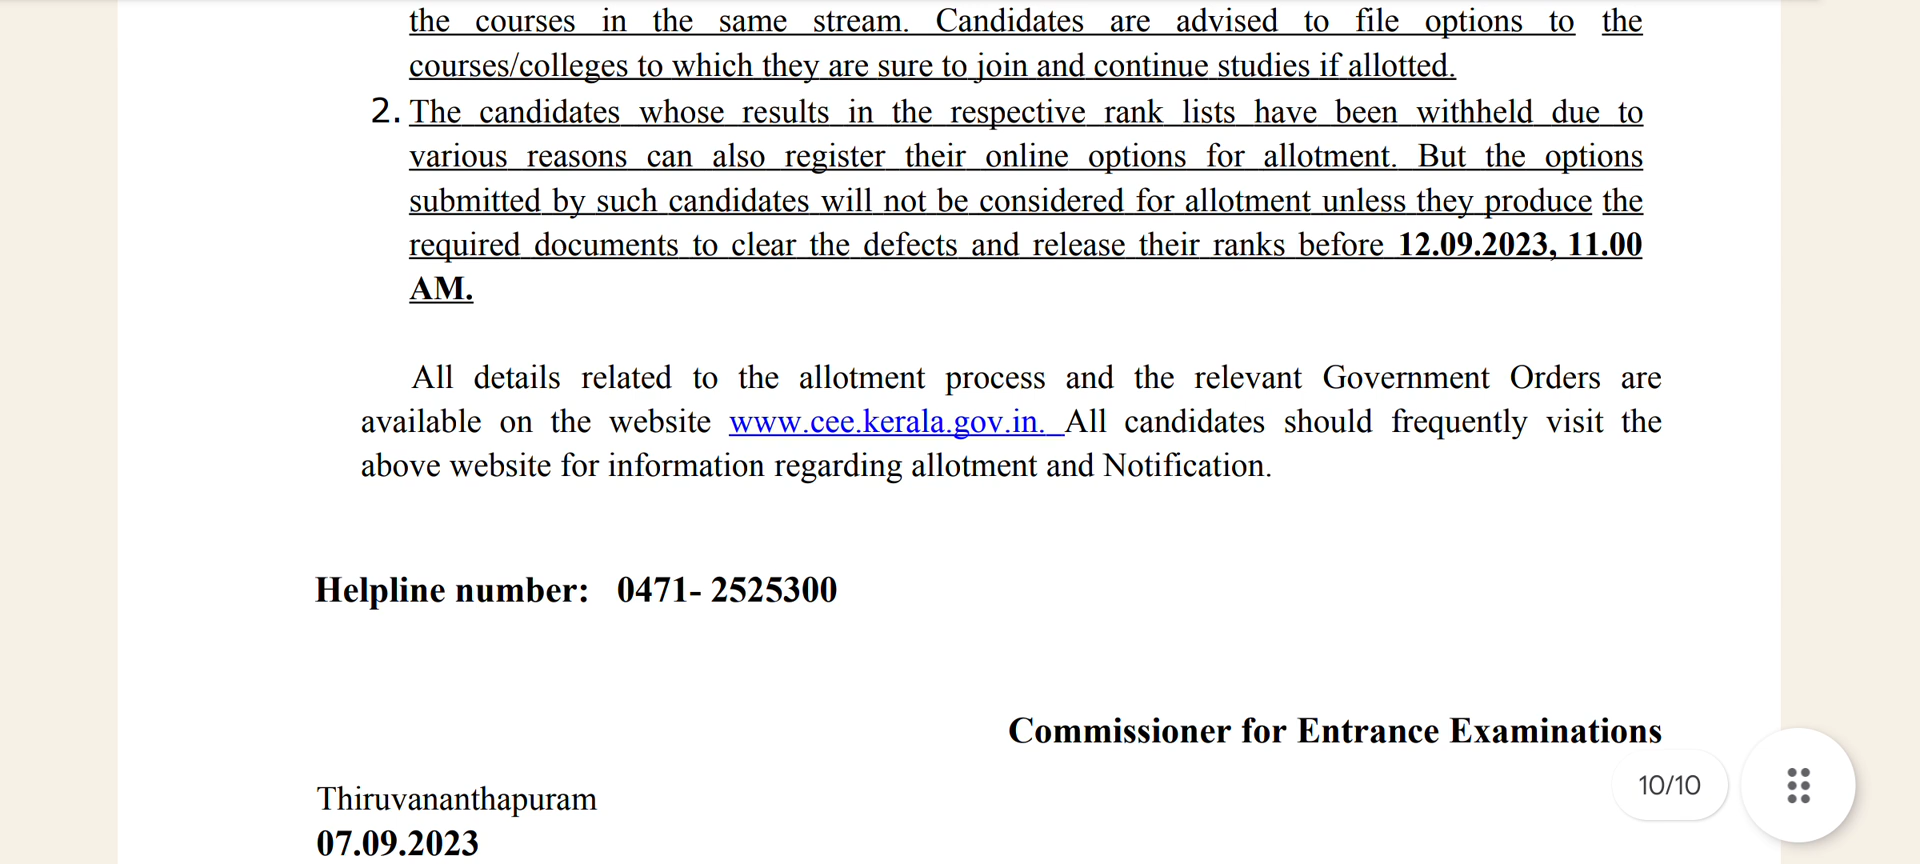 the courses in the same stream. Candidates are advised to file options to the
courses/colleges to which they are sure to join and continue studies if allotted.
2. The candidates whose results in the respective rank lists have been withheld due to
various reasons can also register their online options for allotment. But the options
submitted by such candidates will not be considered for allotment unless they produce the
required documents to clear the defects and release their ranks before 12.09.2023, 11.00
AM.
All details related to the allotment process and the relevant Government Orders are
available on the website www.cee.kerala.gov.in. All candidates should frequently visit the
above website for information regarding allotment and Notification.
Helpline number: 0471- 2525300
Commissioner for Entrance Examinations
10/10
Thiruvananthapuram
07.09.2023